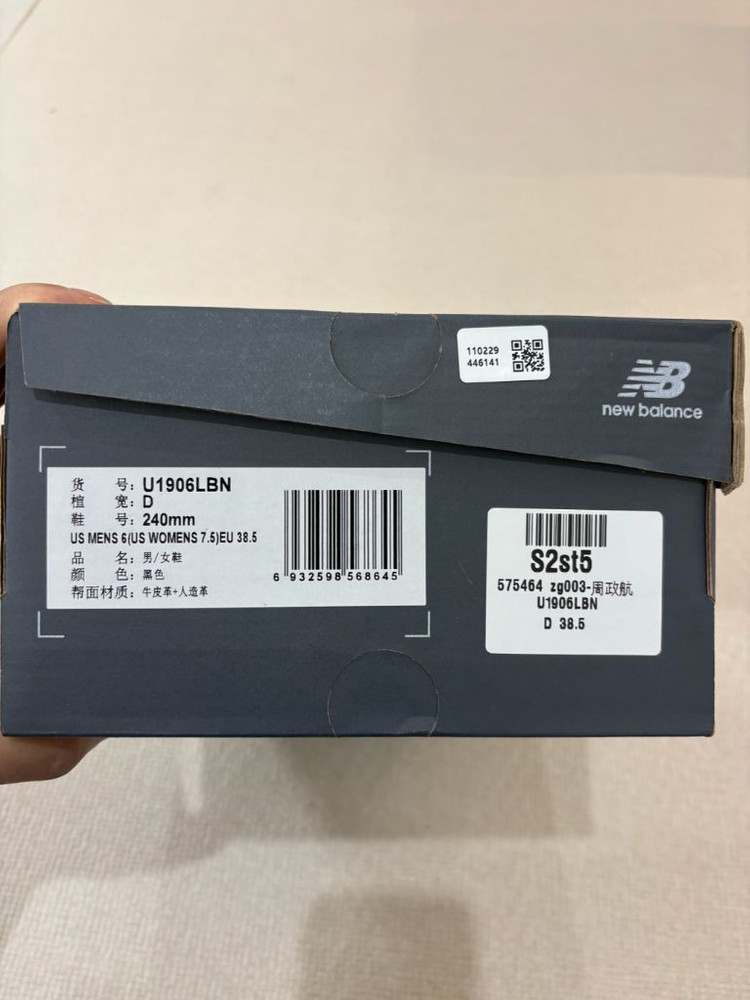 110229
446141
NB
new balance
货 号: U1906LBN
楦 宽: D
鞋 号: 240mm
US MENS 6(US WOMENS 7.5)EU 38.5
品 名: 男/女鞋
颜 色: 黑色
帮面材质: 牛皮革+人造革
6 932598 568645
S2st5
575464 zg003-周政航
U1906LBN
D 38.5